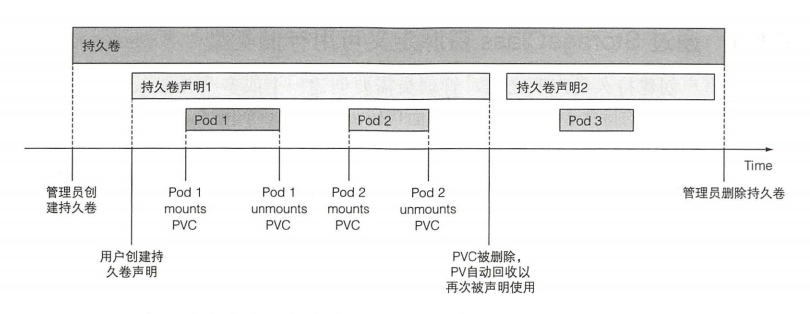 持久卷
持久卷声明1
持久卷声明2
Pod 1
Pod 2
Pod 3
Time
管理员创
建持久卷
Pod 1
mounts
PVC
Pod 1
unmounts
PVC
Pod 2
mounts
PVC
Pod 2
unmounts
PVC
管理员删除持久卷
用户创建持
久卷声明
PVC被删除，
PV自动回收以
再次被声明使用